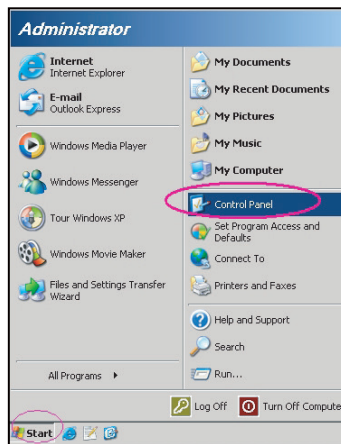 Administrator
Internet
Internet Explorer
E-mail
Outlook Express
Windows Media Player
Windows Messenger
Tour Windows XP
Windows Movie Maker
Files and Settings Transfer
Wizard
All Programs
My Documents
My Recent Documents
My Pictures
My Music
My Computer
Control Panel
Set Program Access and
Defaults
Connect To
Printers and Faxes
Help and Support
Search
Run...
Log Off
Turn Off Compute
Start